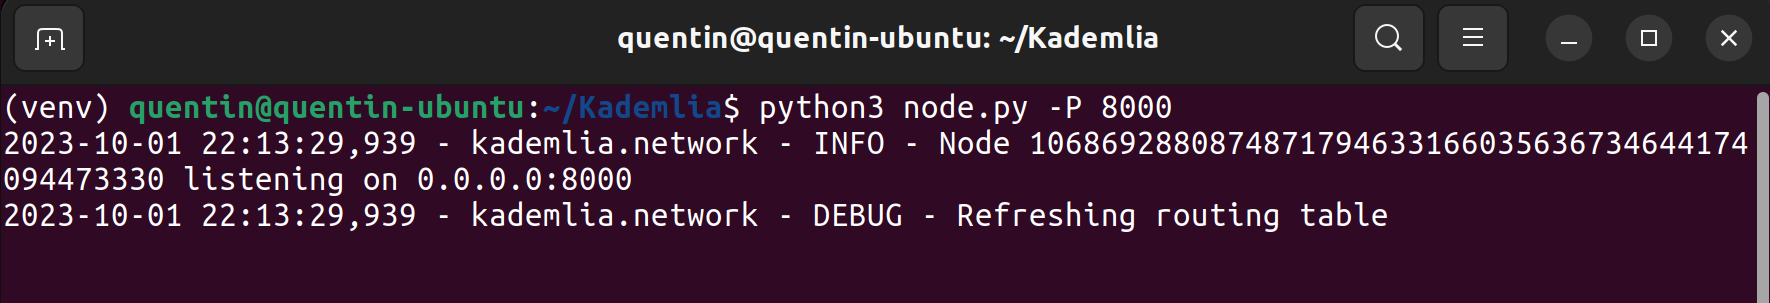 quentin@quentin-ubuntu: ~/Kademlia
(venv) quentin@quentin-ubuntu:~/Kademlia$ python3 node.py -P 8000
2023-10-01 22:13:29,939 - kademlia.network - INFO - Node 1068692880874871794633166035636734644174
094473330 listening on 0.0.0.0:8000
2023-10-01 22:13:29,939 - kademlia.network - DEBUG - Refreshing routing table